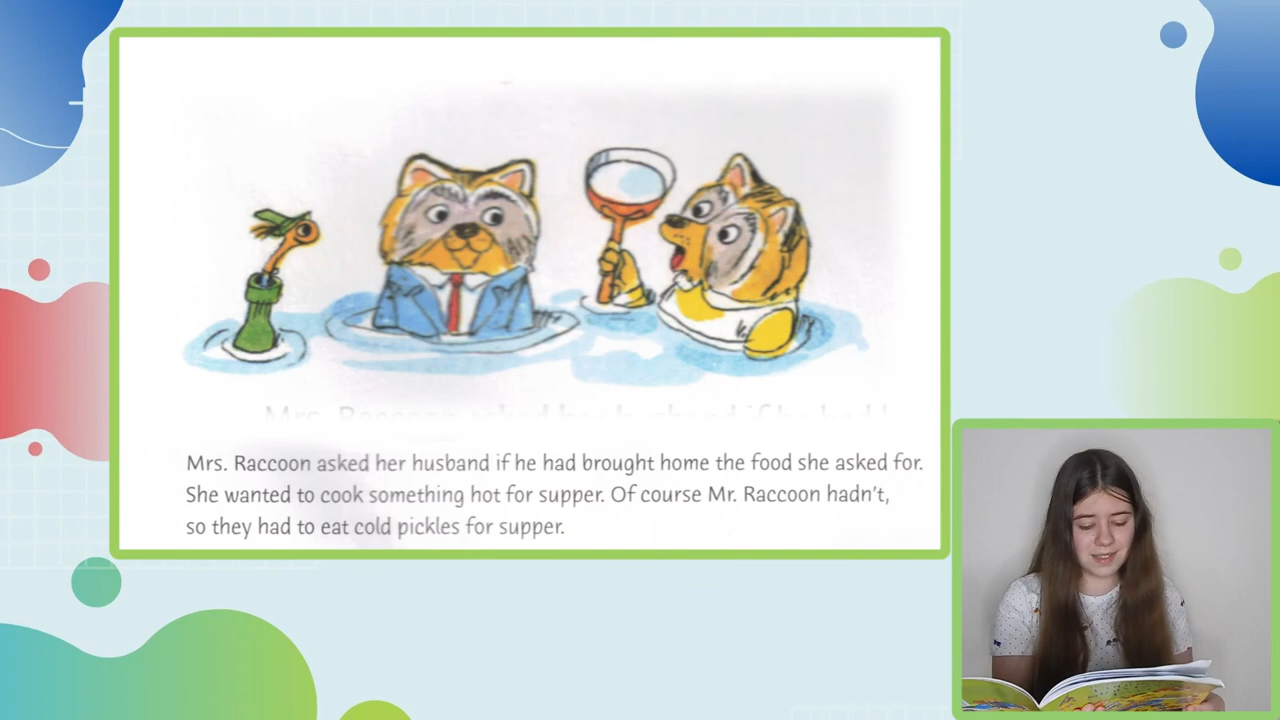 Mrs. Raccoon asked her husband if he had brought home the food she asked for.
She wanted to cook something hot for supper. Of course Mr. Raccoon hadn't,
so they had to eat cold pickles for supper.